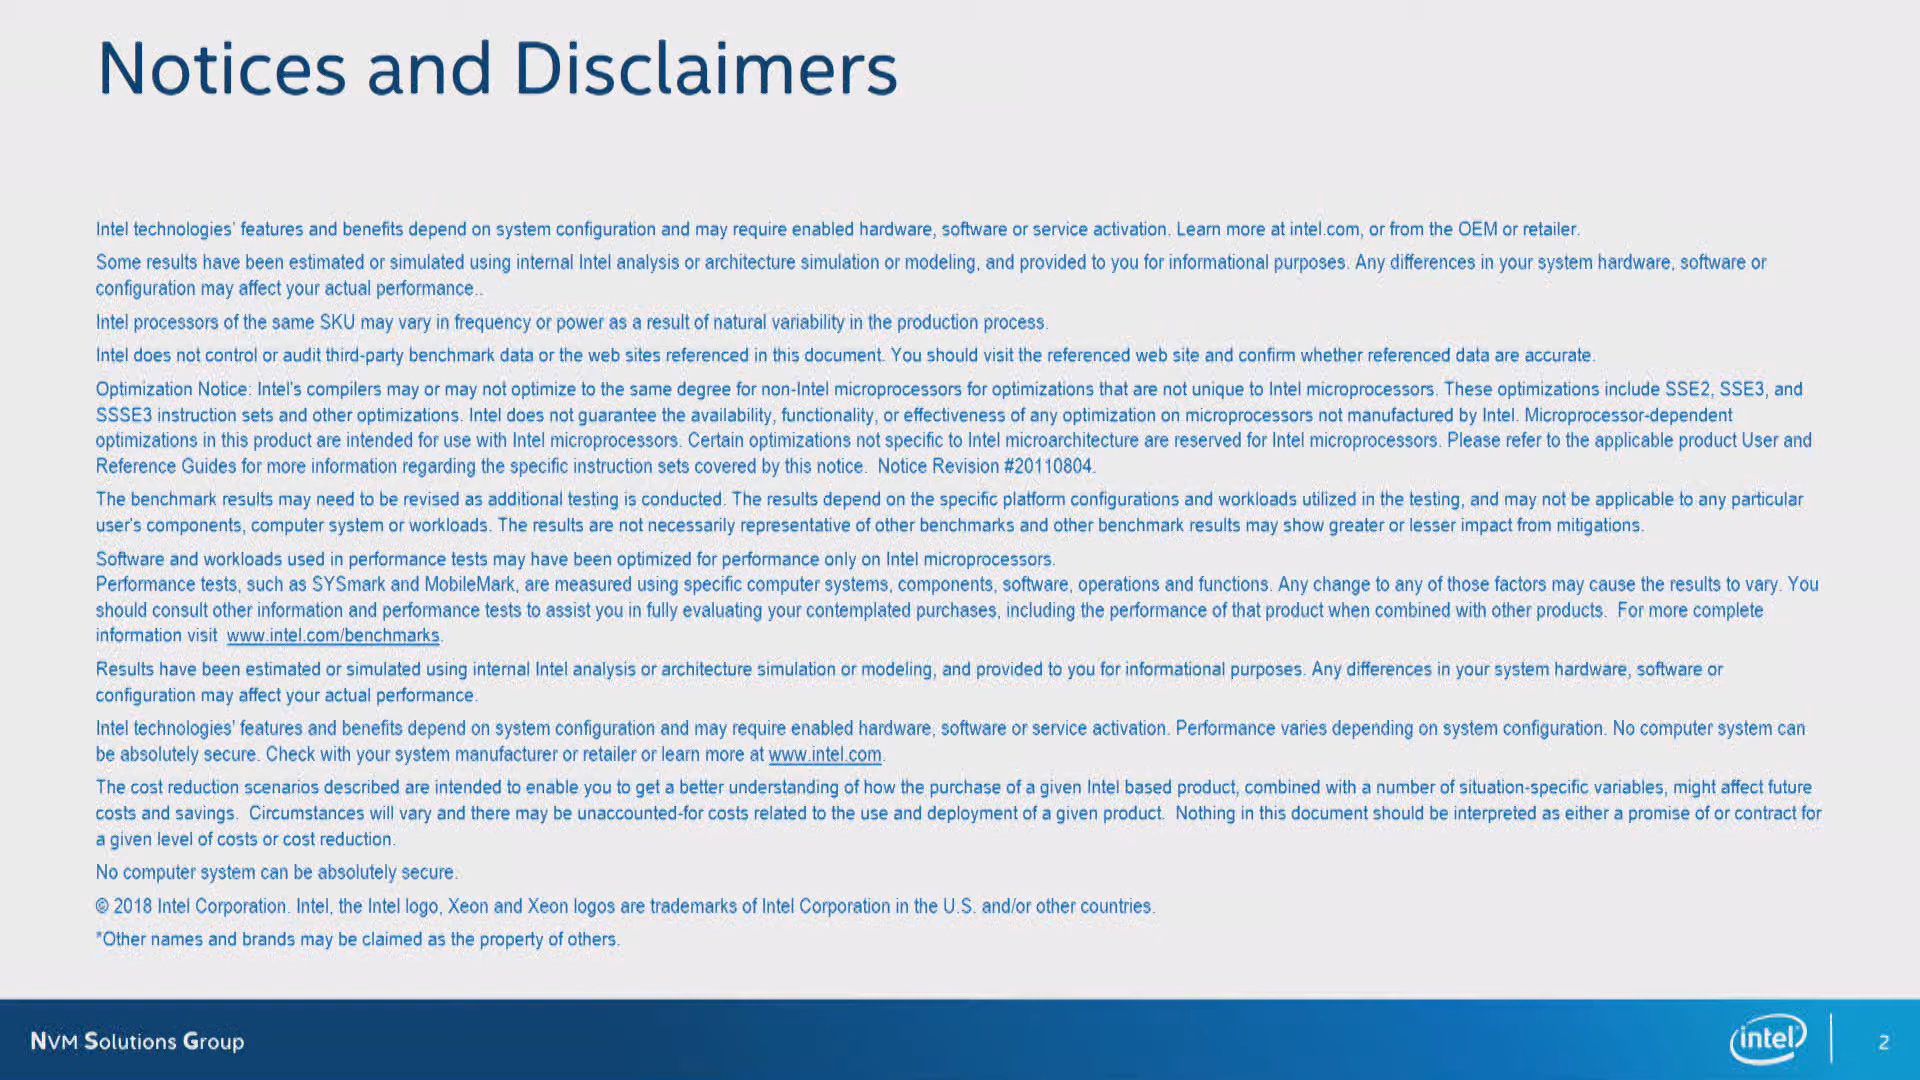 Notices and Disclaimers
Intel technologies' features and benefits depend on system configuration and may require enabled hardware, software or service activation. Learn more at intel.com, or from the OEM or retailer.
Some results have been estimated or simulated using internal Intel analysis or architecture simulation or modeling, and provided to you for informational purposes. Any differences in your system hardware, software or
configuration may affect your actual performance..
Intel processors of the same SKU may vary in frequency or power as a result of natural variability in the production process.
Intel does not control or audit third-party benchmark data or the web sites referenced in this document. You should visit the referenced web site and confirm whether referenced data are accurate.
Optimization Notice: Intel's compilers may or may not optimize to the same degree for non-Intel microprocessors for optimizations that are not unique to Intel microprocessors. These optimizations include SSE2, SSE3, and
SSSE3 instruction sets and other optimizations. Intel does not guarantee the availability, functionality, or effectiveness of any optimization on microprocessors not manufactured by Intel. Microprocessor-dependent
optimizations in this product are intended for use with Intel microprocessors. Certain optimizations not specific to Intel microarchitecture are reserved for Intel microprocessors. Please refer to the applicable product User and
Reference Guides for more information regarding the specific instruction sets covered by this notice. Notice Revision #20110804.
The benchmark results may need to be revised as additional testing is conducted. The results depend on the specific platform configurations and workloads utilized in the testing, and may not be applicable to any particular
user's components, computer system or workloads. The results are not necessarily representative of other benchmarks and other benchmark results may show greater or lesser impact from mitigations.
Software and workloads used in performance tests may have been optimized for performance only on Intel microprocessors.
Performance tests, such as SYSmark and MobileMark, are measured using specific computer systems, components, software, operations and functions. Any change to any of those factors may cause the results to vary. You
should consult other information and performance tests to assist you in fully evaluating your contemplated purchases, including the performance of that product when combined with other products. For more complete
information visit www.intel.com/benchmarks.
Results have been estimated or simulated using internal Intel analysis or architecture simulation or modeling, and provided to you for informational purposes. Any differences in your system hardware, software or
configuration may affect your actual performance.
Intel technologies' features and benefits depend on system configuration and may require enabled hardware, software or service activation. Performance varies depending on system configuration. No computer system can
be absolutely secure. Check with your system manufacturer or retailer or learn more at www.intel.com.
The cost reduction scenarios described are intended to enable you to get a better understanding of how the purchase of a given Intel based product, combined with a number of situation-specific variables, might affect future
costs and savings. Circumstances will vary and there may be unaccounted-for costs related to the use and deployment of a given product. Nothing in this document should be interpreted as either a promise of or contract for
a given level of costs or cost reduction.
No computer system can be absolutely secure.
© 2018 Intel Corporation. Intel, the Intel logo, Xeon and Xeon logos are trademarks of Intel Corporation in the U.S. and/or other countries.
*Other names and brands may be claimed as the property of others.
NVM Solutions Group
intel
2